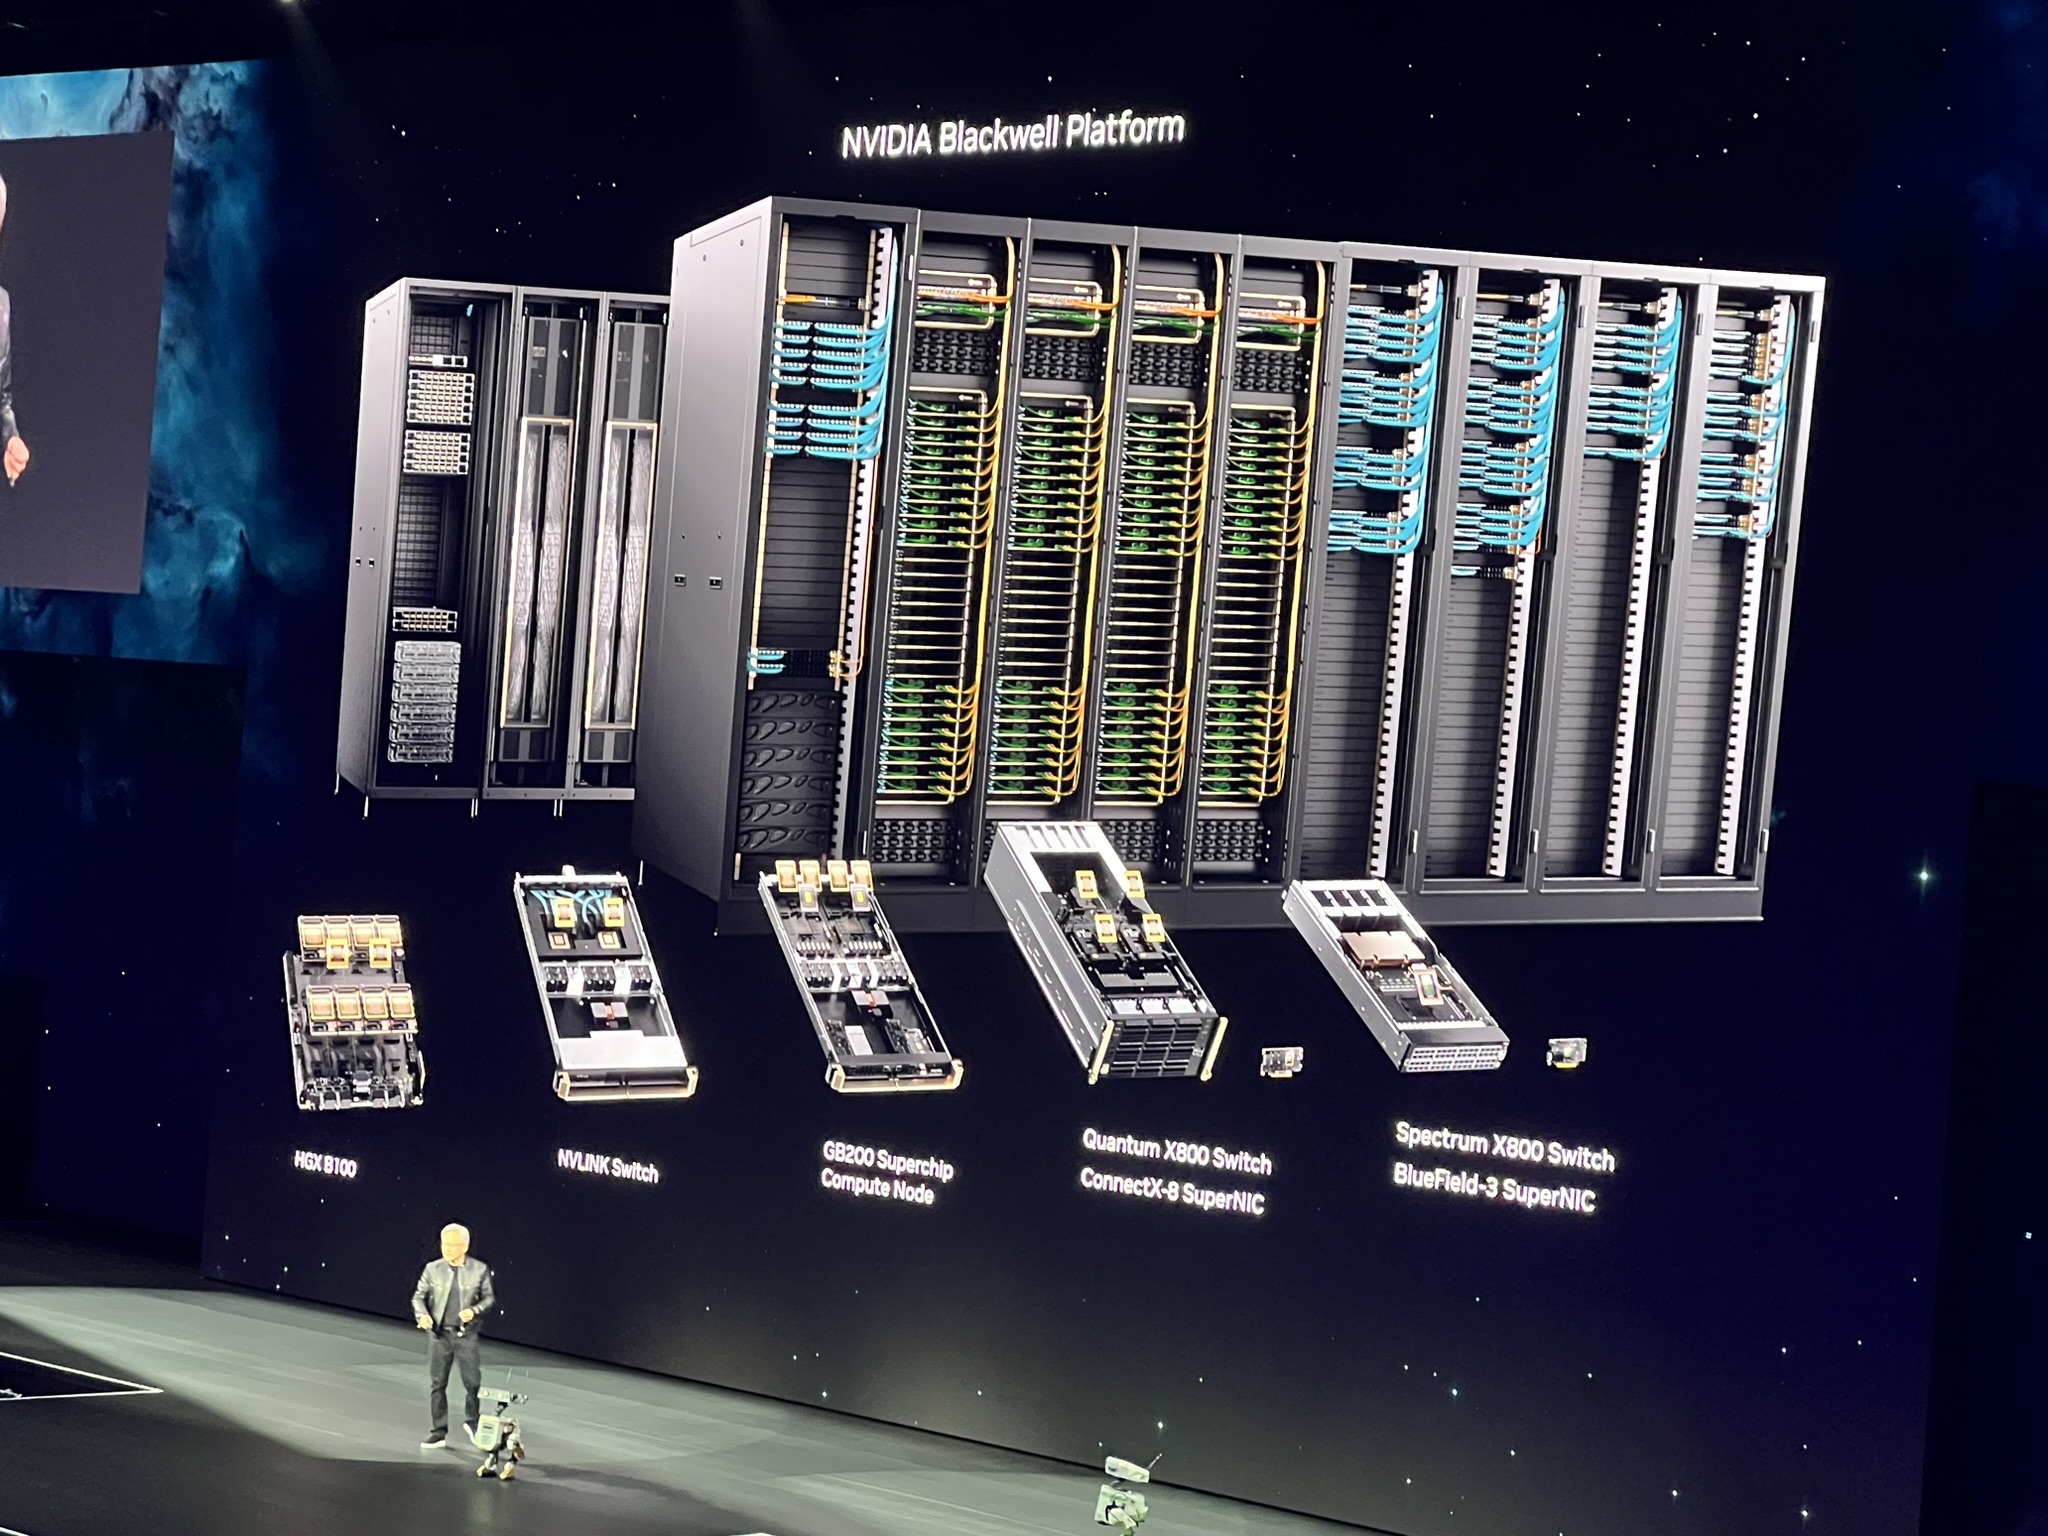 NVIDIA Blackwell Platform
HGX B100
NVLINK Switch
GB200 Superchip
Compute Node
Quantum X800 Switch
ConnectX-8 SuperNIC
Spectrum X800 Switch
BlueField-3 SuperNIC